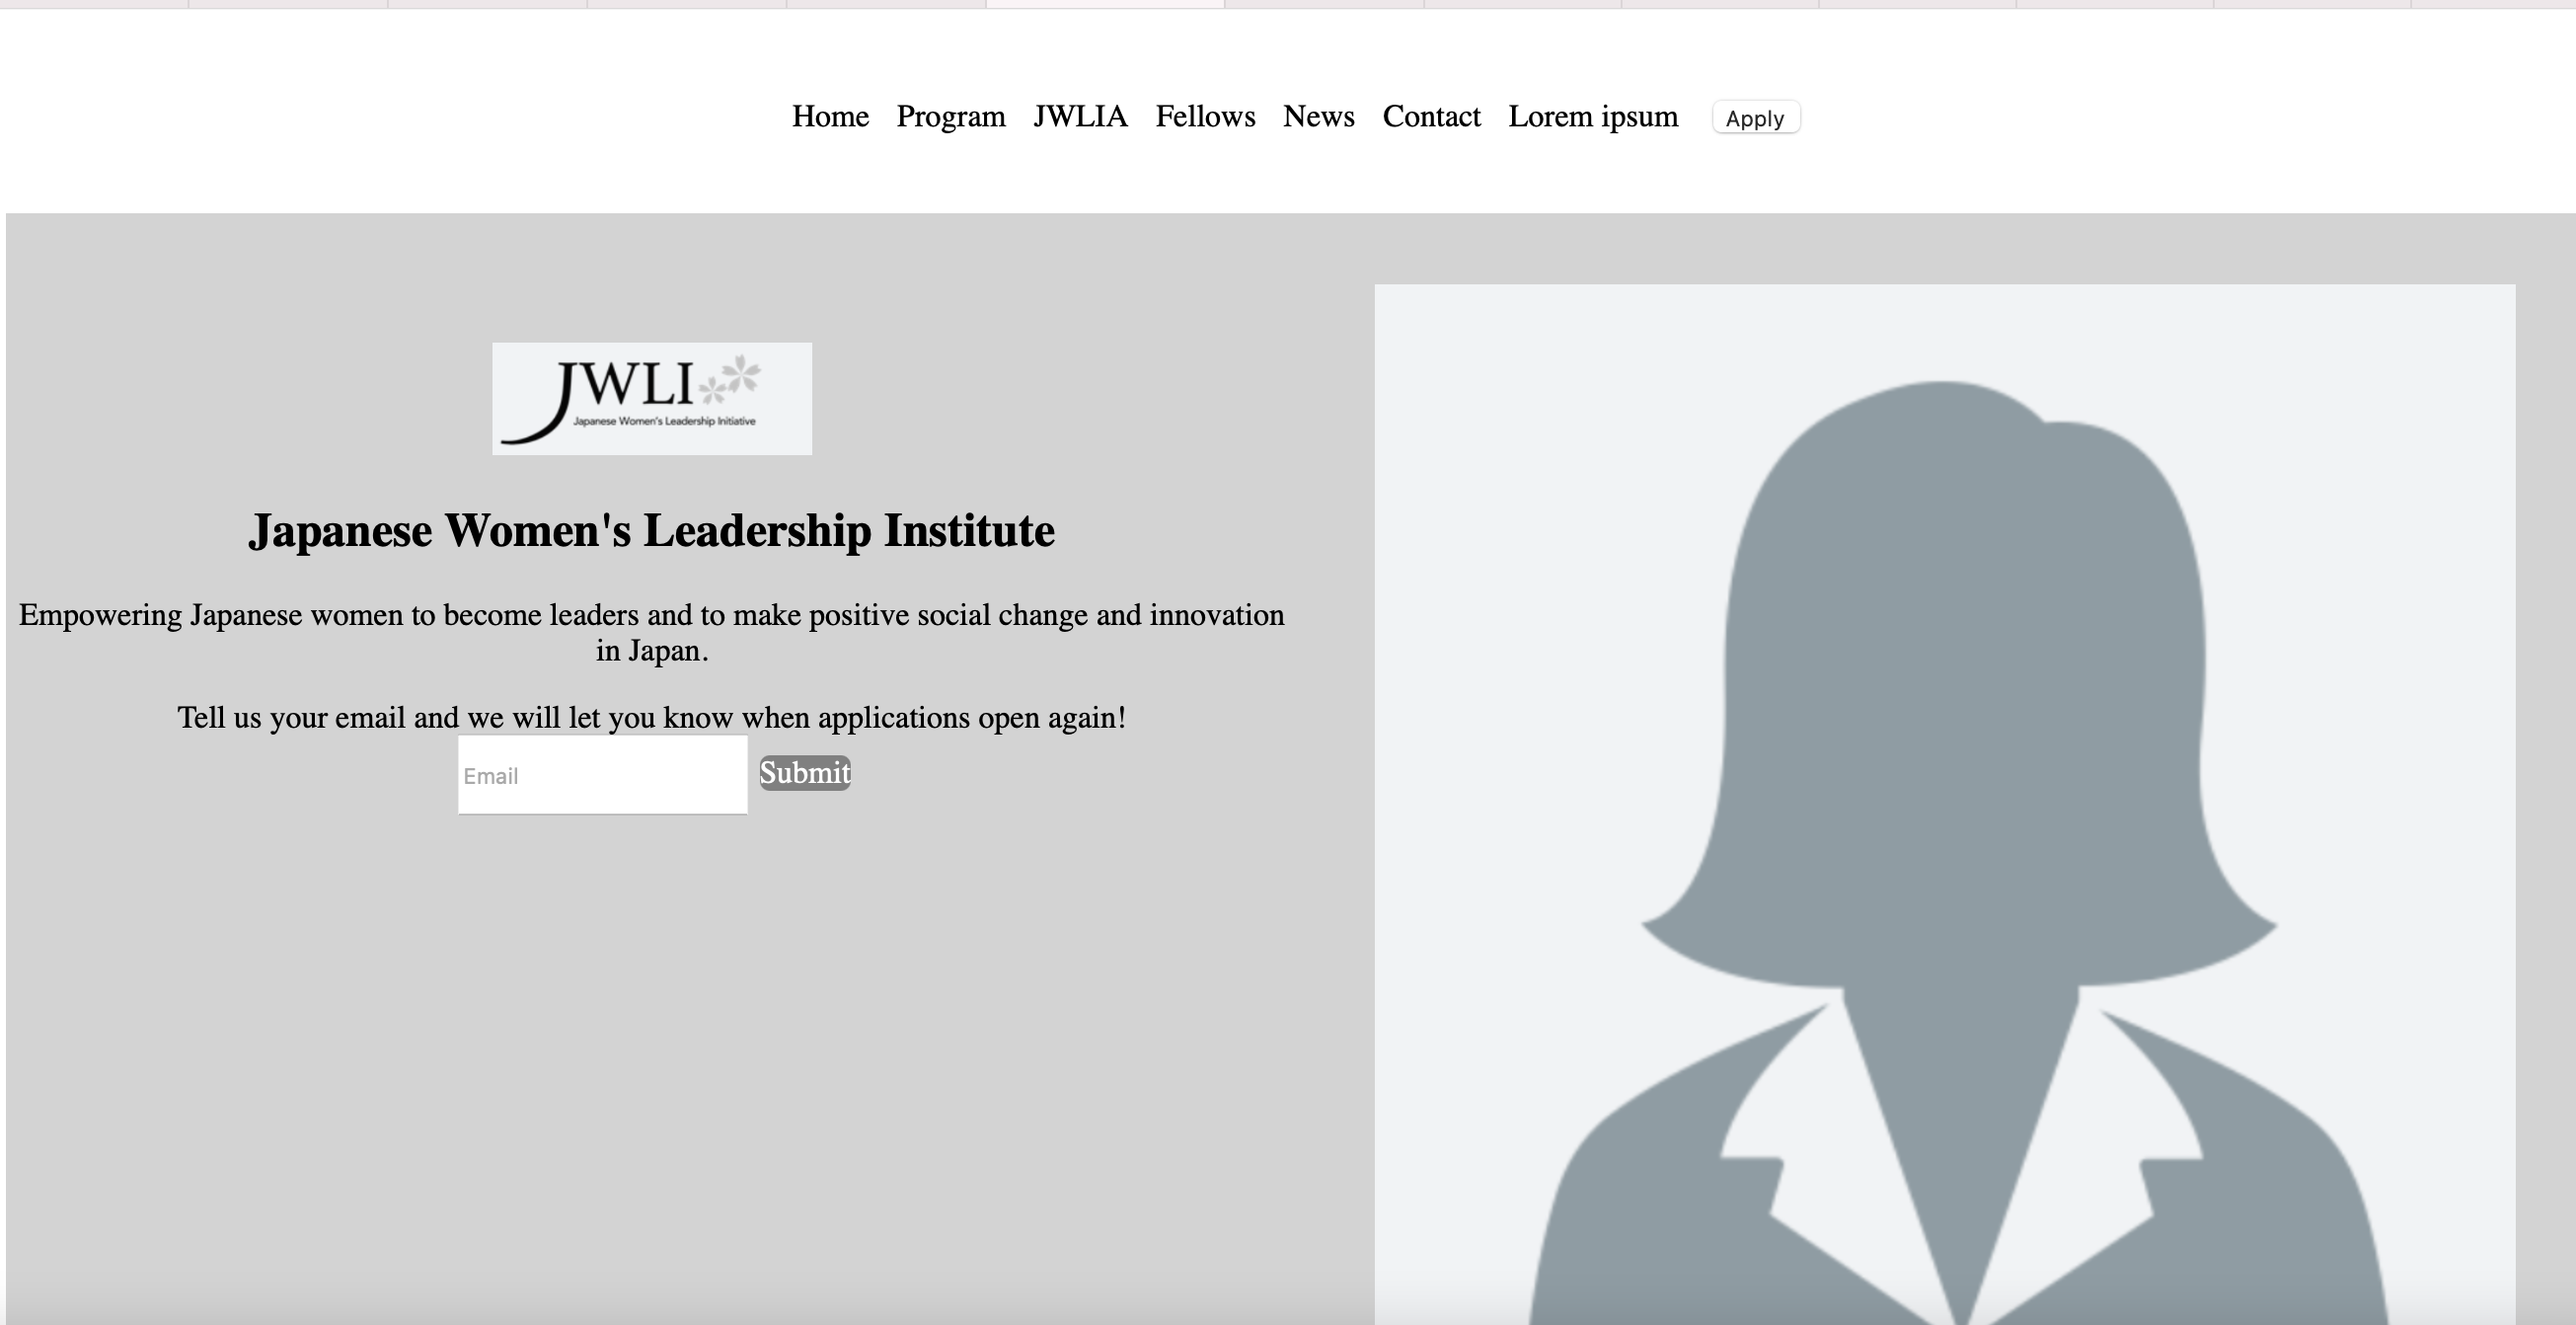 Home Program JWLIA Fellows News Contact Lorem ipsum Apply
JWLI
Japanese Women's Leadership Initiative
Japanese Women's Leadership Institute
Empowering Japanese women to become leaders and to make positive social change and innovation
in Japan.
Tell us your email and we will let you know when applications open again!
Email Submit